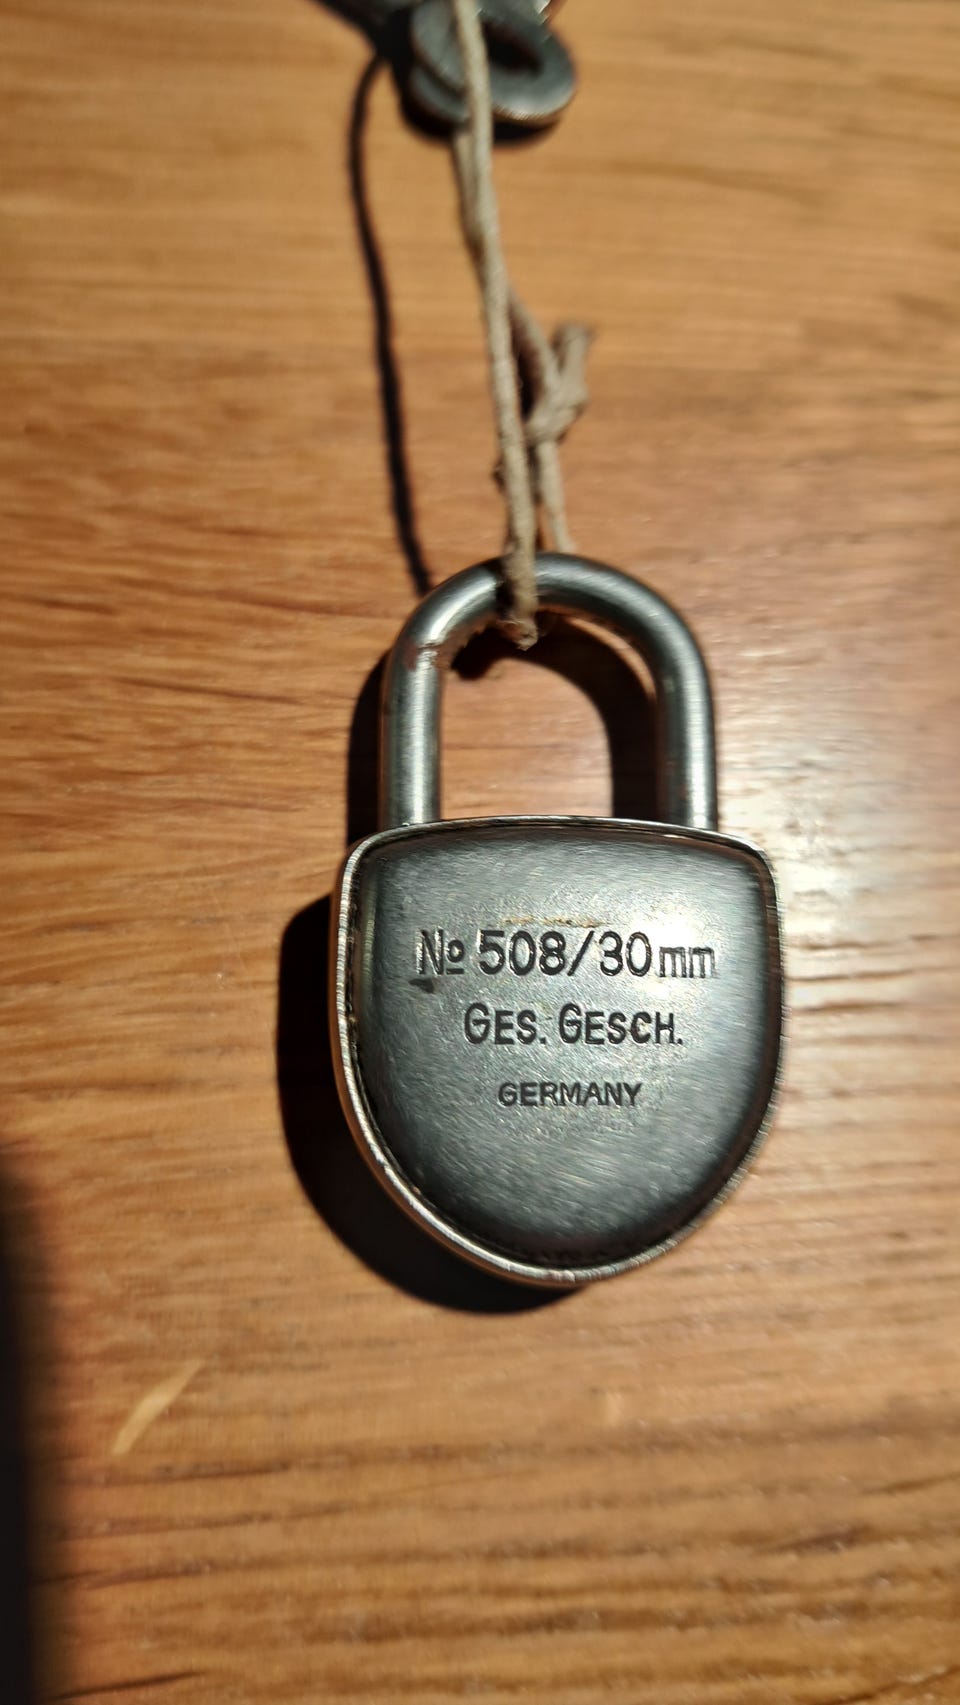 № 508/30mm
GES. GESCH.
GERMANY